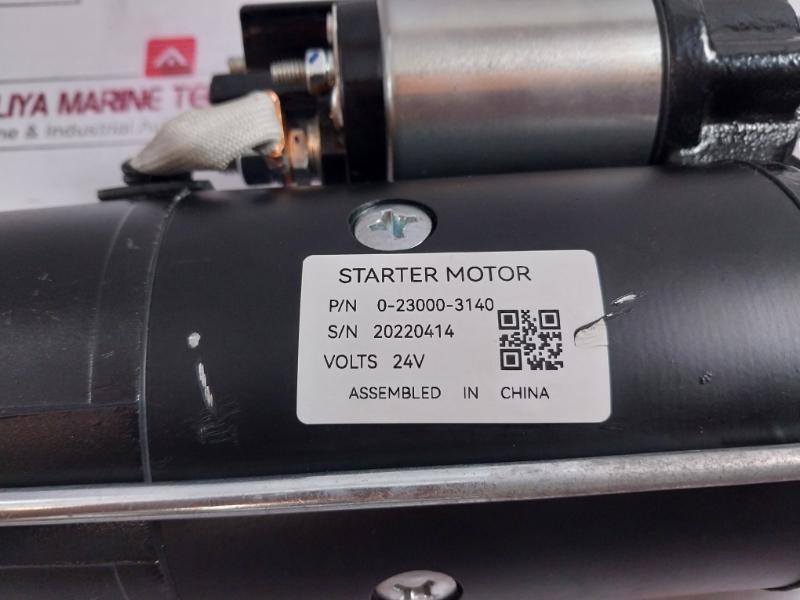 LIYA MARINE TE
ne & Industrial
STARTER MOTOR
P/N 0-23000-3140
S/N 20220414
VOLTS 24V
ASSEMBLED IN CHINA